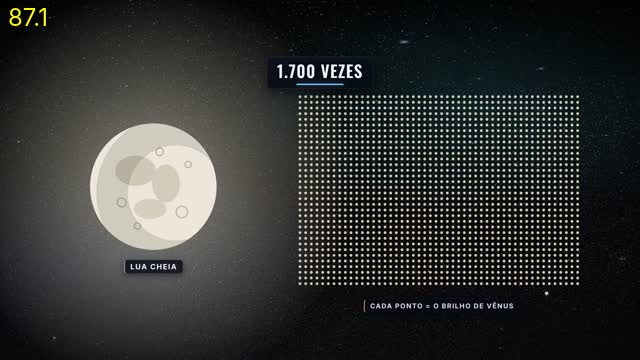 87.1
1.700 VEZES
LUA CHEIA
CADA PONTO = O BRILHO DE VÊNUS